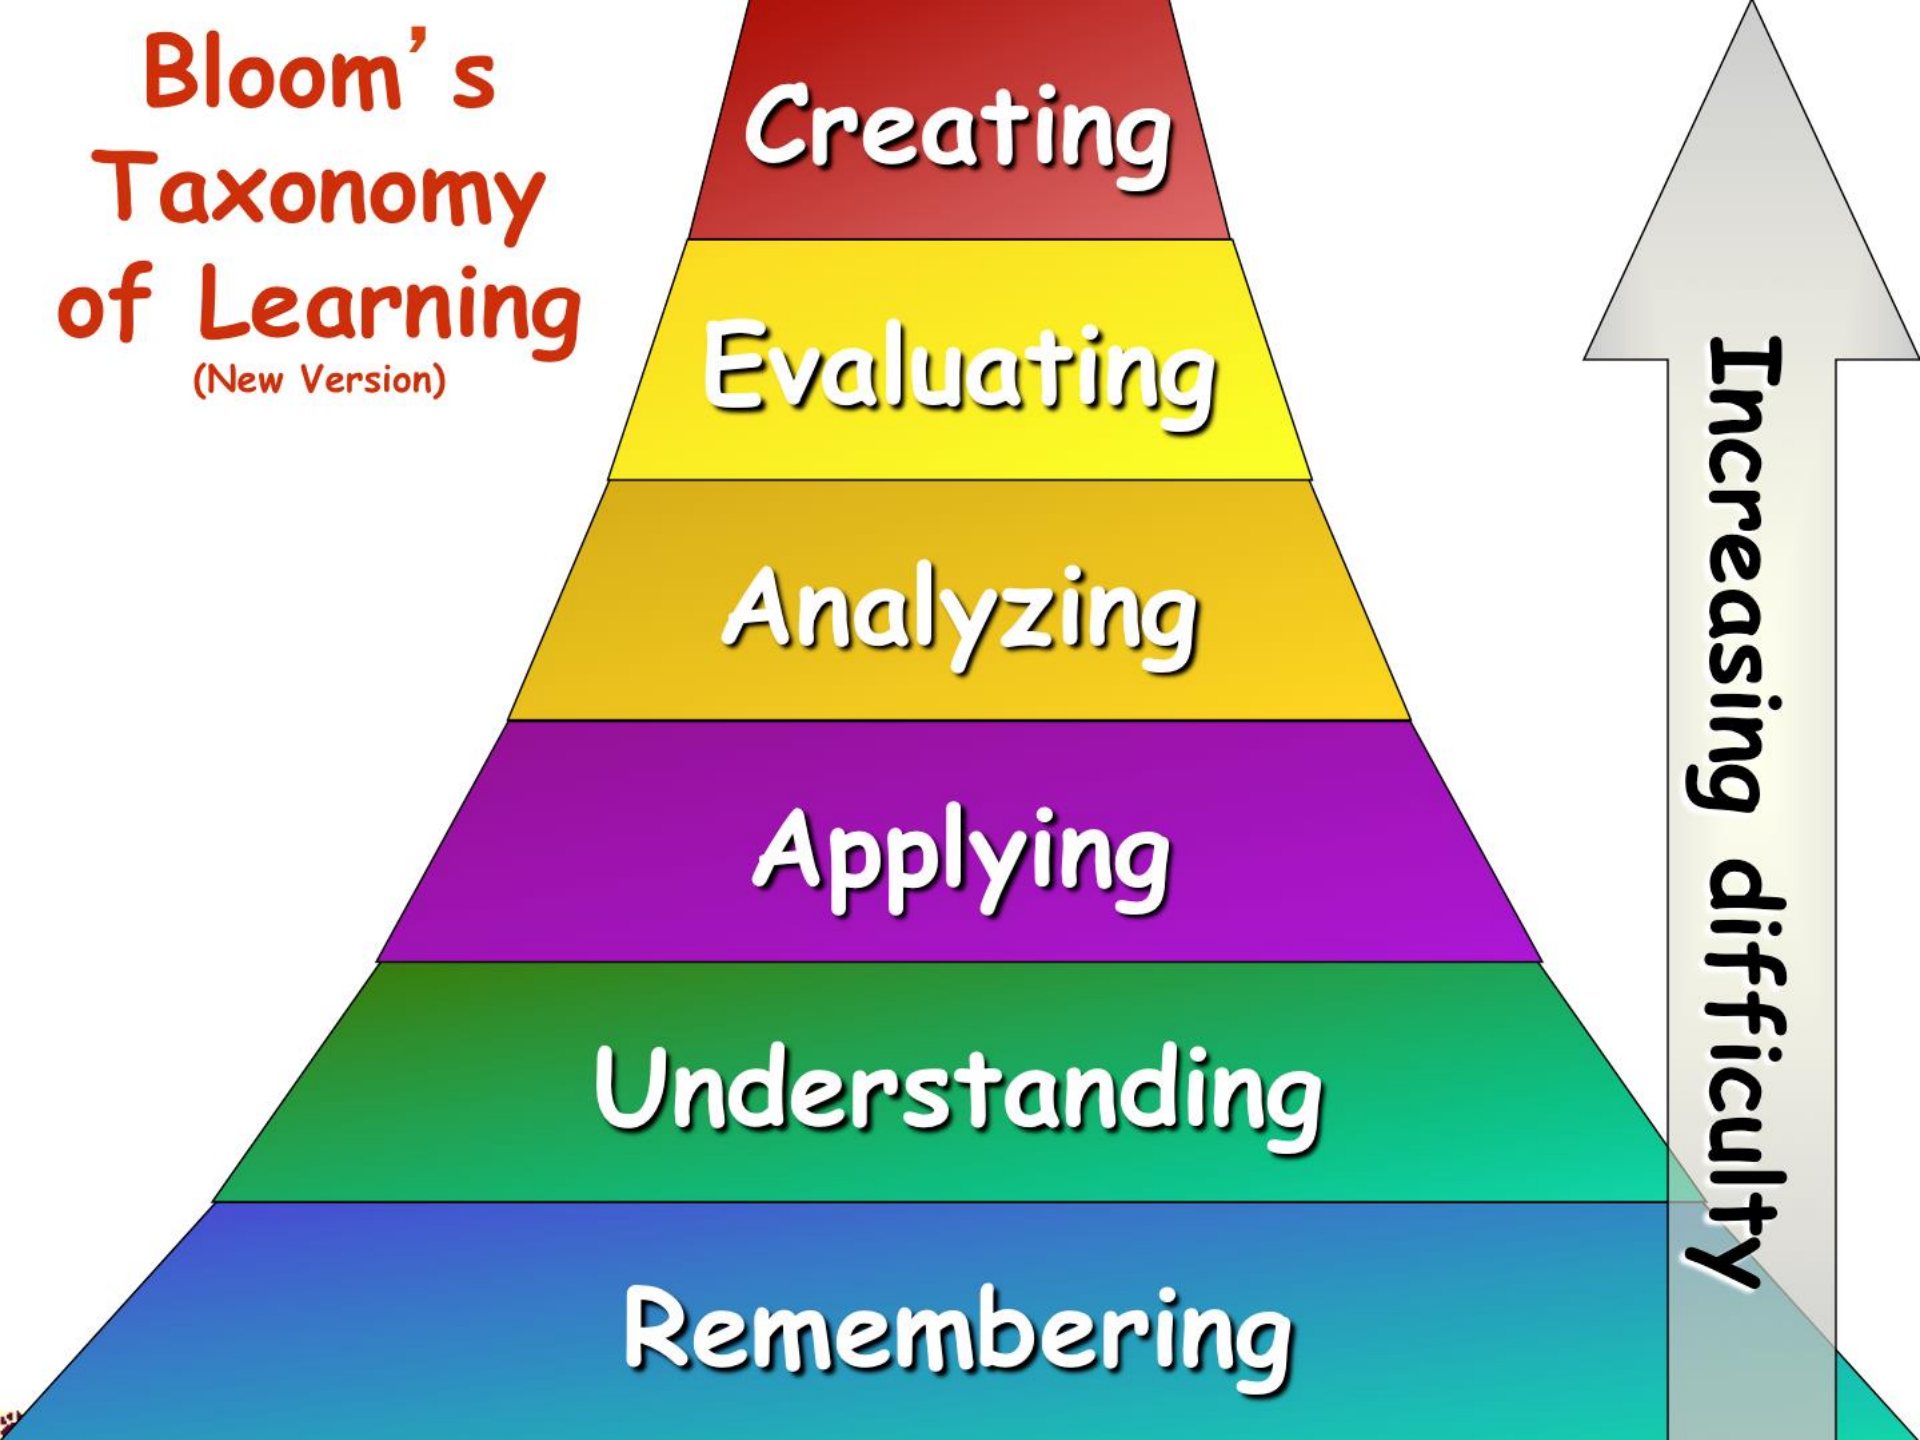 Bloom’s
Taxonomy
of Learning
(New Version)
Creating
Evaluating
Analyzing
Applying
Understanding
Remembering
Increasing difficulty